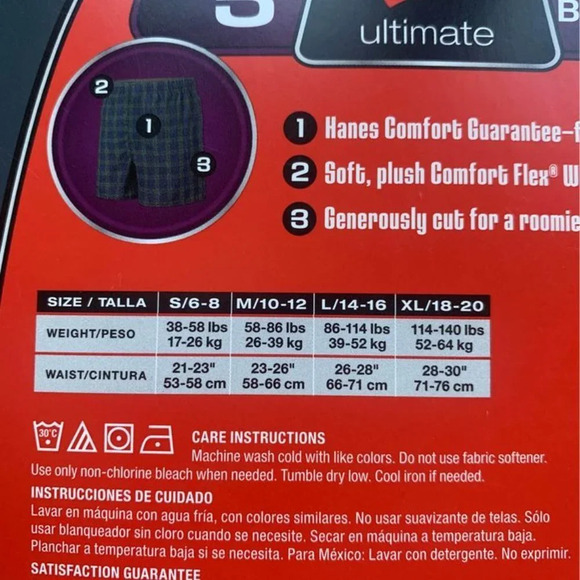 5
B
ultimate
2
1
3
1 Hanes Comfort Guarantee-f
2 Soft, plush Comfort Flex® W
3 Generously cut for a roomie
SIZE / TALLA S/6-8 M/10-12 L/14-16 XL/18-20
WEIGHT/PESO 38-58 lbs 58-86 lbs 86-114 lbs 114-140 lbs
17-26 kg 26-39 kg 39-52 kg 52-64 kg
WAIST/CINTURA 21-23" 23-26" 26-28" 28-30"
53-58 cm 58-66 cm 66-71 cm 71-76 cm
30°C
CARE INSTRUCTIONS
Machine wash cold with like colors. Do not use fabric softener.
Use only non-chlorine bleach when needed. Tumble dry low. Cool iron if needed.
INSTRUCCIONES DE CUIDADO
Lavar en máquina con agua fría, con colores similares. No usar suavizante de telas. Sólo
usar blanqueador sin cloro cuando se necesite. Secar en máquina a temperatura baja.
Planchar a temperatura baja si se necesita. Para México: Lavar con detergente. No exprimir.
SATISFACTION GUARANTEE